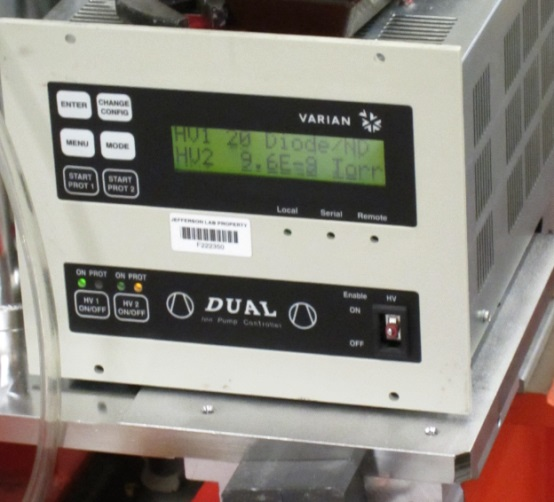 ENTER
CHANGE
CONFIG
MENU
MODE
START
PROT 1
START
PROT 2
VARIAN
HV1 20 Diode/ND
HV2 9.6E-8 Torr
Local Serial Remote
JEFFERSON LAB PROPERTY
F222350
ON PROT ON PROT
HV 1
ON/OFF
HV 2
ON/OFF
DUAL
Ion Pump Controller
Enable HV
ON
OFF